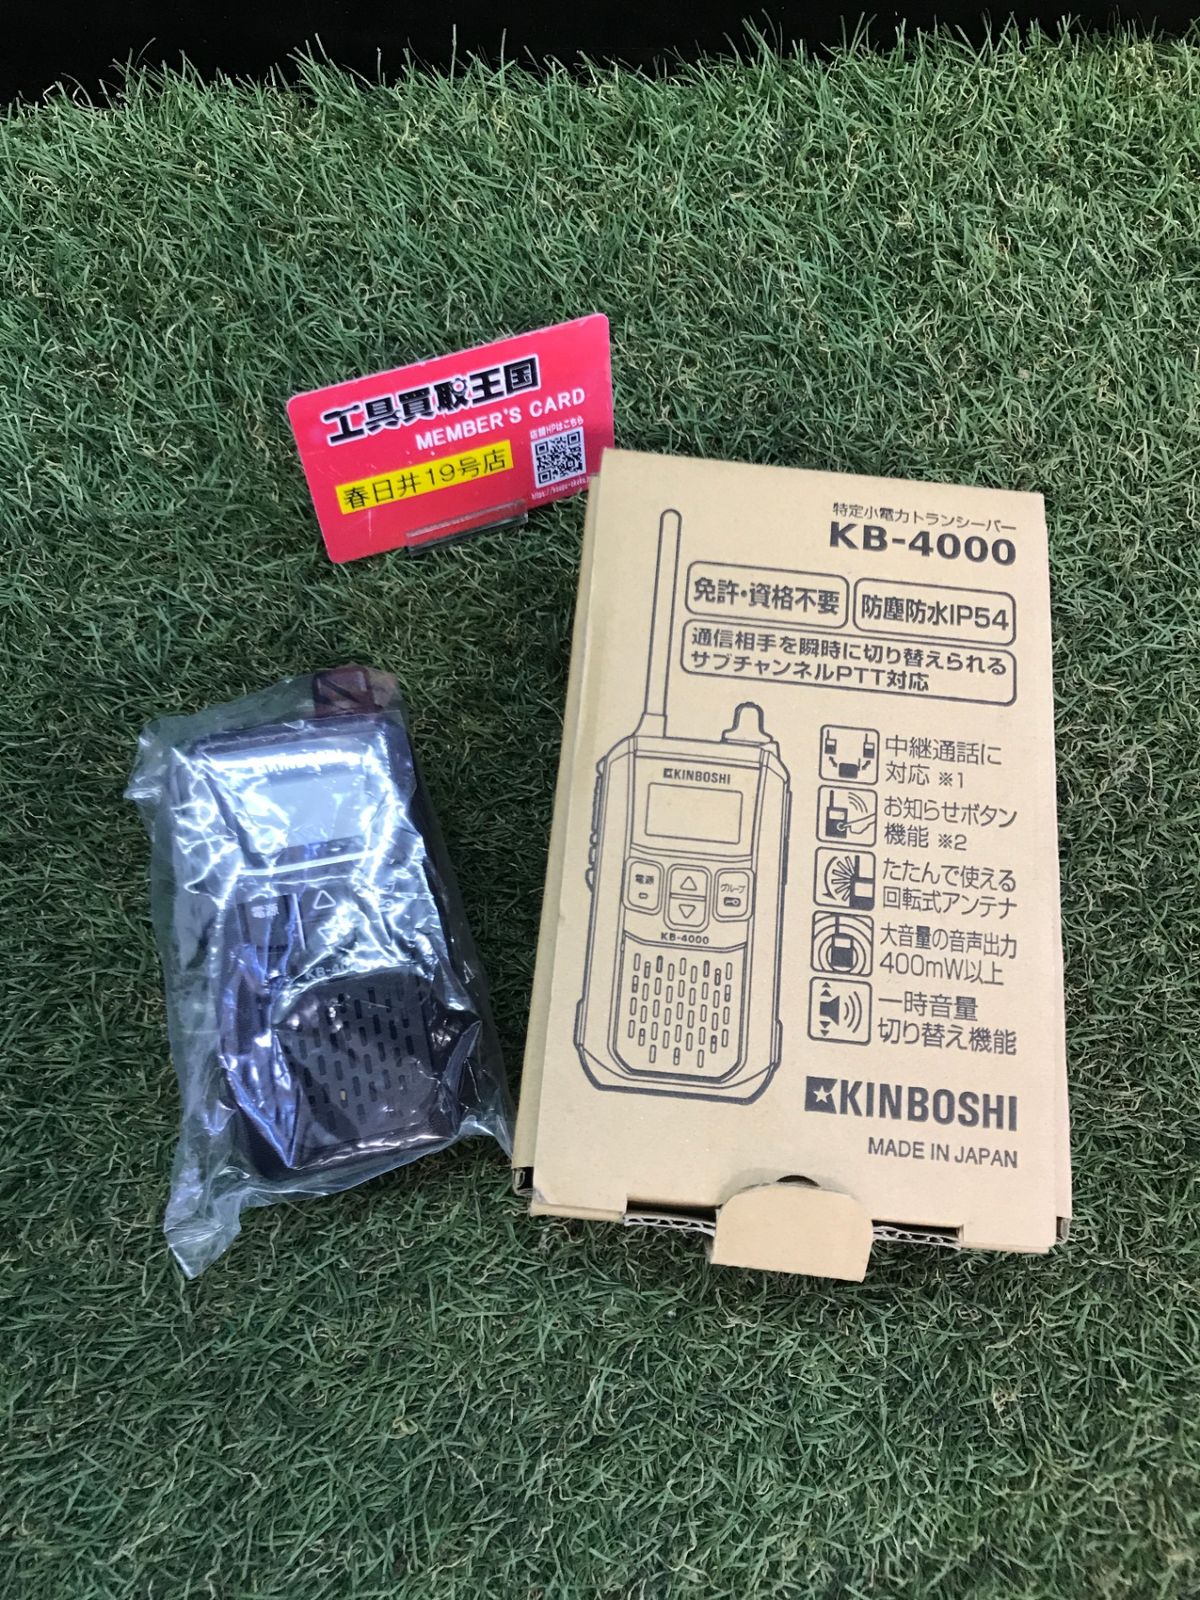 工具買取王国
MEMBER'S CARD
春日井19号店
店舗HPはこちら
特定小電力トランシーバー
KB-4000
免許・資格不要
防塵防水IP54
通信相手を瞬時に切り替えられる
サブチャンネルPTT対応
KINBOSHI
電源
グループ
KB-4000
中継通話に
対応 ※1
お知らせボタン
機能 ※2
たたんで使える
回転式アンテナ
大音量の音声出力
400mW以上
一時音量
切り替え機能
KINBOSHI
MADE IN JAPAN
KINBOSHI
電源